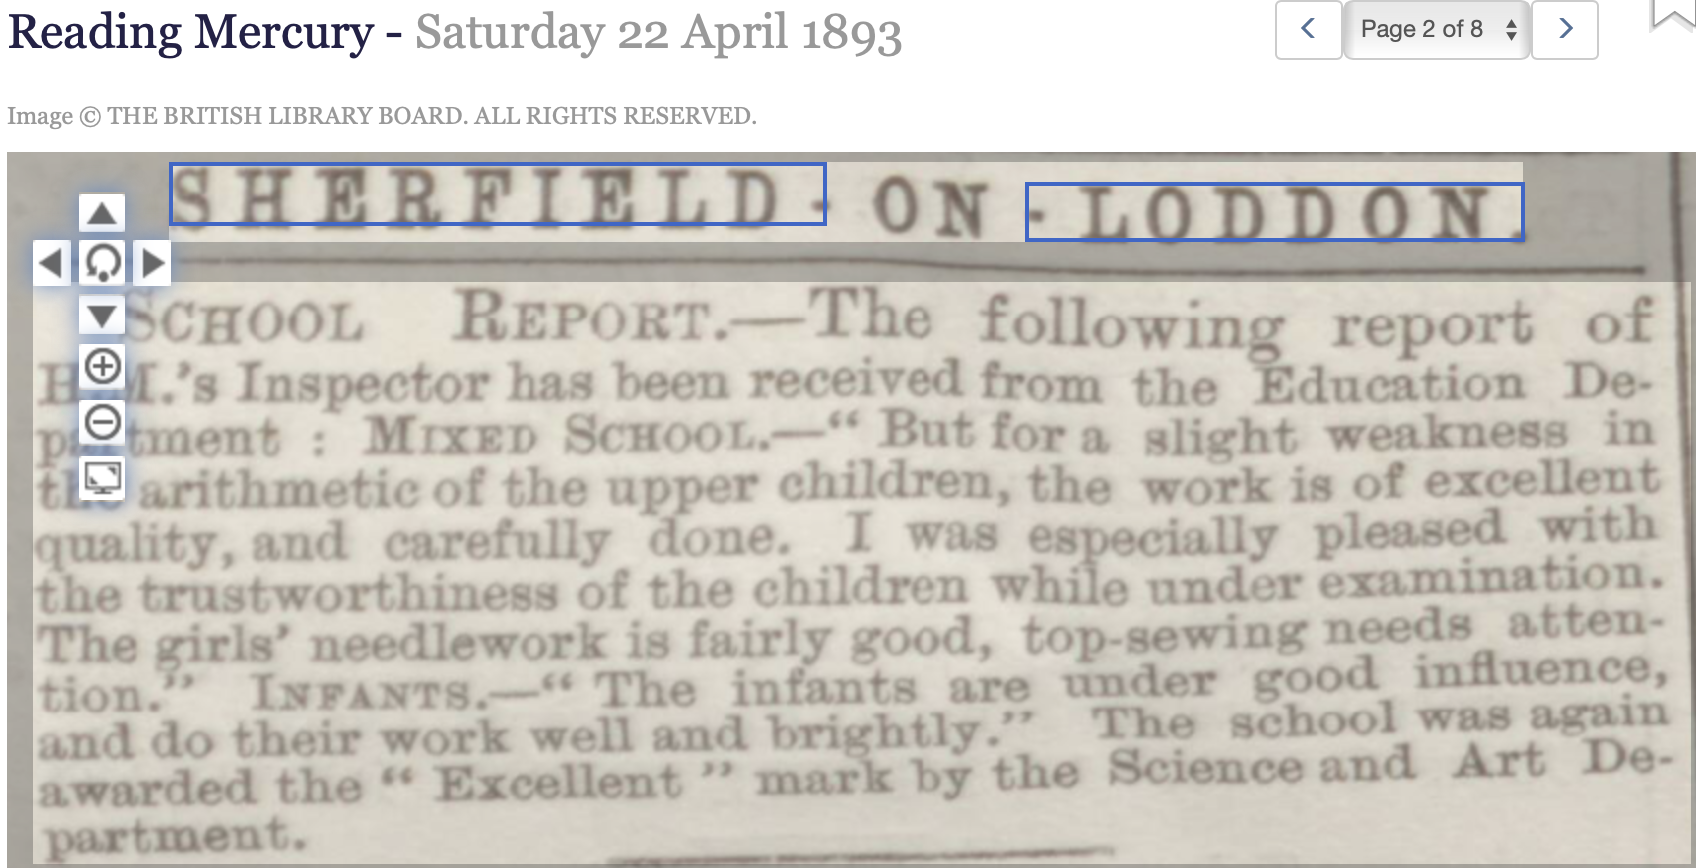 Reading Mercury - Saturday 22 April 1893
Page 2 of 8
Image © THE BRITISH LIBRARY BOARD. ALL RIGHTS RESERVED.
SHERFIELD - ON - LODDON.
SCHOOL REPORT.—The following report of
H.M.'s Inspector has been received from the Education De-
partment : MIXED SCHOOL.—“ But for a slight weakness in
the arithmetic of the upper children, the work is of excellent
quality, and carefully done. I was especially pleased with
the trustworthiness of the children while under examination.
The girls’ needlework is fairly good, top-sewing needs atten-
tion.” INFANTS.—“ The infants are under good influence,
and do their work well and brightly.” The school was again
awarded the “ Excellent ” mark by the Science and Art De-
partment.